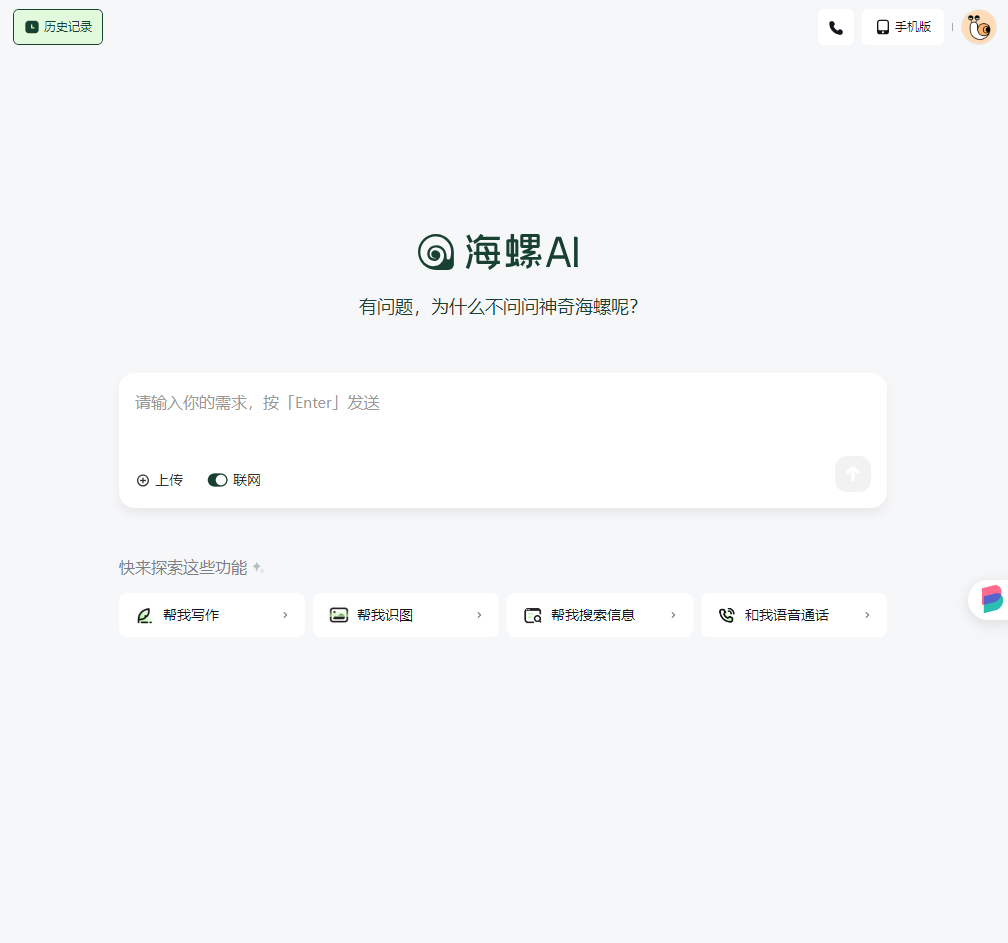 历史记录
手机版
海螺AI
有问题，为什么不问问神奇海螺呢？
请输入你的需求，按「Enter」发送
上传 联网
快来探索这些功能
帮我写作 帮我识图 帮我搜索信息 和我语音通话